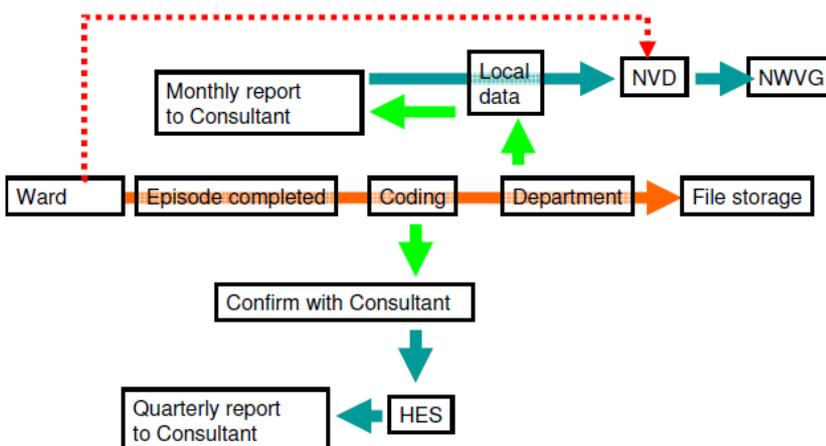 Monthly report
to Consultant
Local
data
NVD
NWVG
Ward
Episode completed
Coding
Department
File storage
Confirm with Consultant
Quarterly report
to Consultant
HES